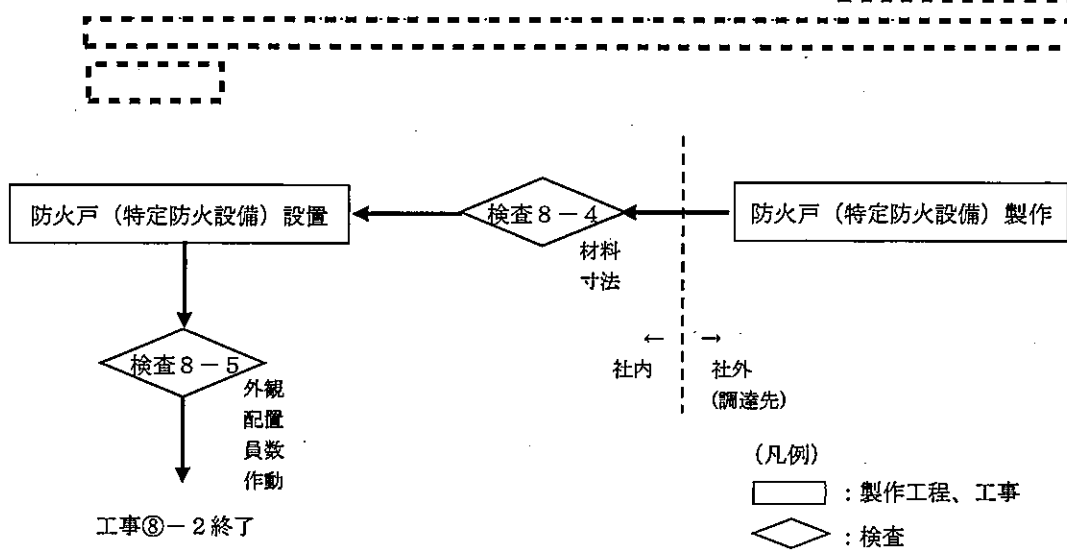 防火戸（特定防火設備）設置
検査８－４
防火戸（特定防火設備）製作
材料
寸法
← →
社内 社外
(調達先)
検査８－５
外観
配置
員数
作動
工事⑧－２終了
(凡例)
：製作工程、工事
：検査